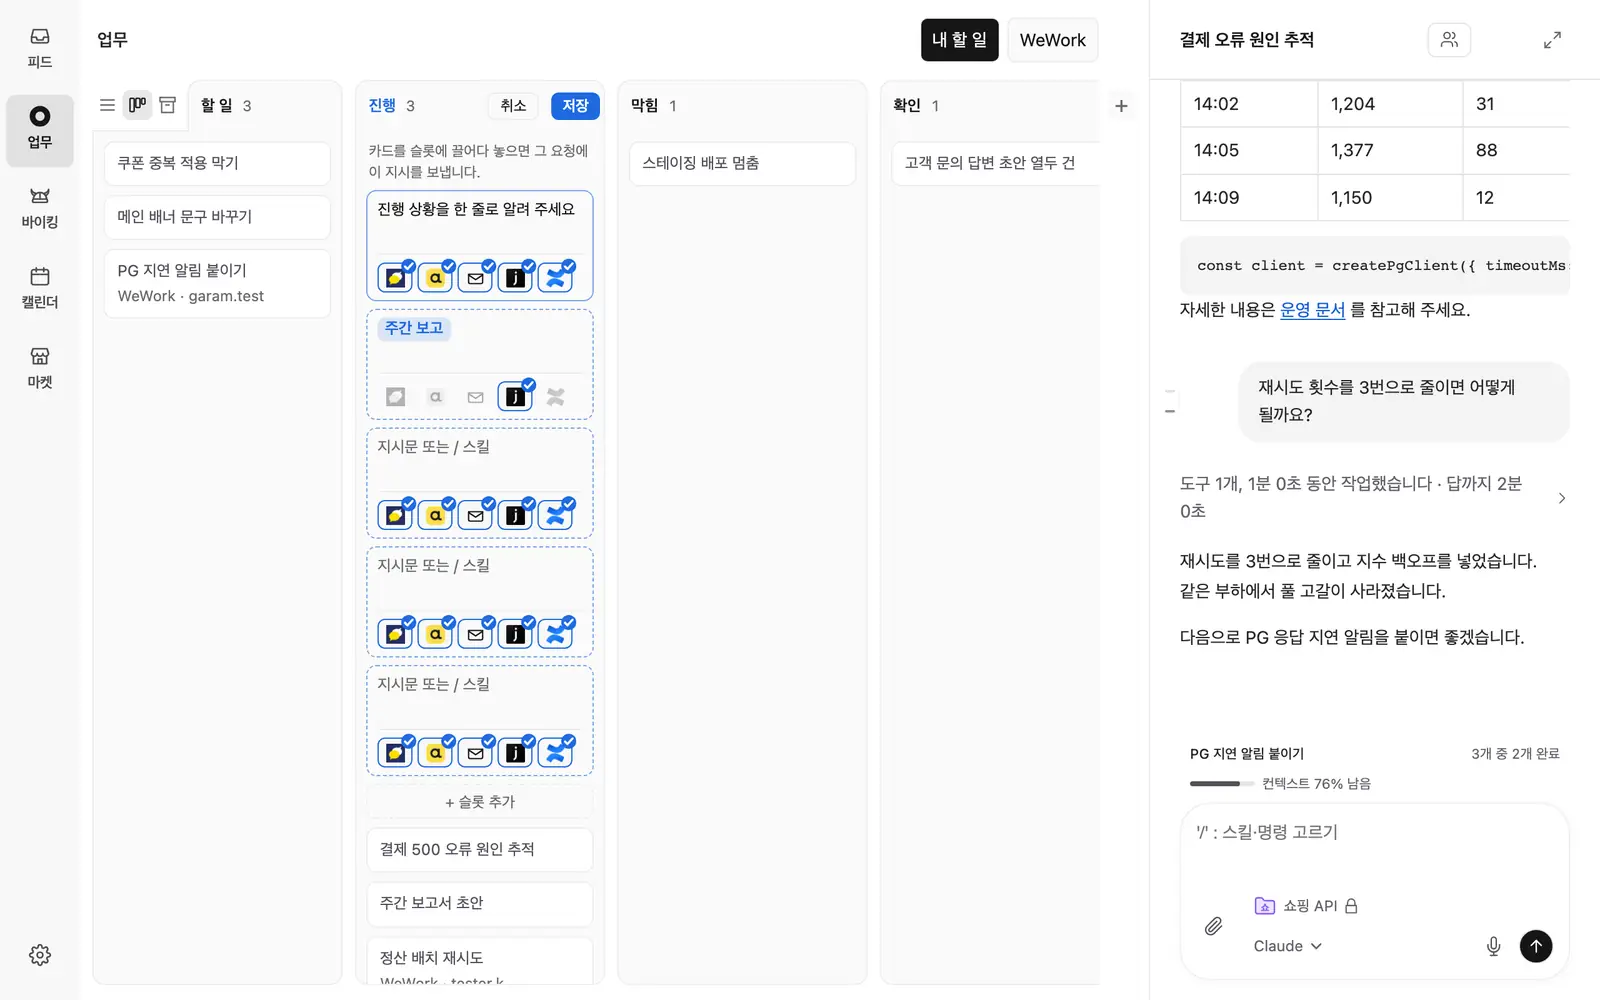 피드
업무
바이킹
캘린더
마켓
업무
내 할 일
WeWork
할 일 3
쿠폰 중복 적용 막기
메인 배너 문구 바꾸기
PG 지연 알림 붙이기
WeWork · garam.test
진행 3
취소
저장
카드를 슬롯에 끌어다 놓으면 그 요청에
이 지시를 보냅니다.
진행 상황을 한 줄로 알려 주세요
주간 보고
지시문 또는 / 스킬
지시문 또는 / 스킬
지시문 또는 / 스킬
+ 슬롯 추가
결제 500 오류 원인 추적
주간 보고서 초안
정산 배치 재시도
WeWork · tester.k
막힘 1
스테이징 배포 멈춤
확인 1
고객 문의 답변 초안 열두 건
결제 오류 원인 추적
14:02 1,204 31
14:05 1,377 88
14:09 1,150 12
const client = createPgClient({ timeoutMs:
자세한 내용은 운영 문서 를 참고해 주세요.
재시도 횟수를 3번으로 줄이면 어떻게
될까요?
도구 1개, 1분 0초 동안 작업했습니다 · 답까지 2분
0초
재시도를 3번으로 줄이고 지수 백오프를 넣었습니다.
같은 부하에서 풀 고갈이 사라졌습니다.
다음으로 PG 응답 지연 알림을 붙이면 좋겠습니다.
PG 지연 알림 붙이기
3개 중 2개 완료
컨텍스트 76% 남음
'/' : 스킬·명령 고르기
쇼핑 API
Claude